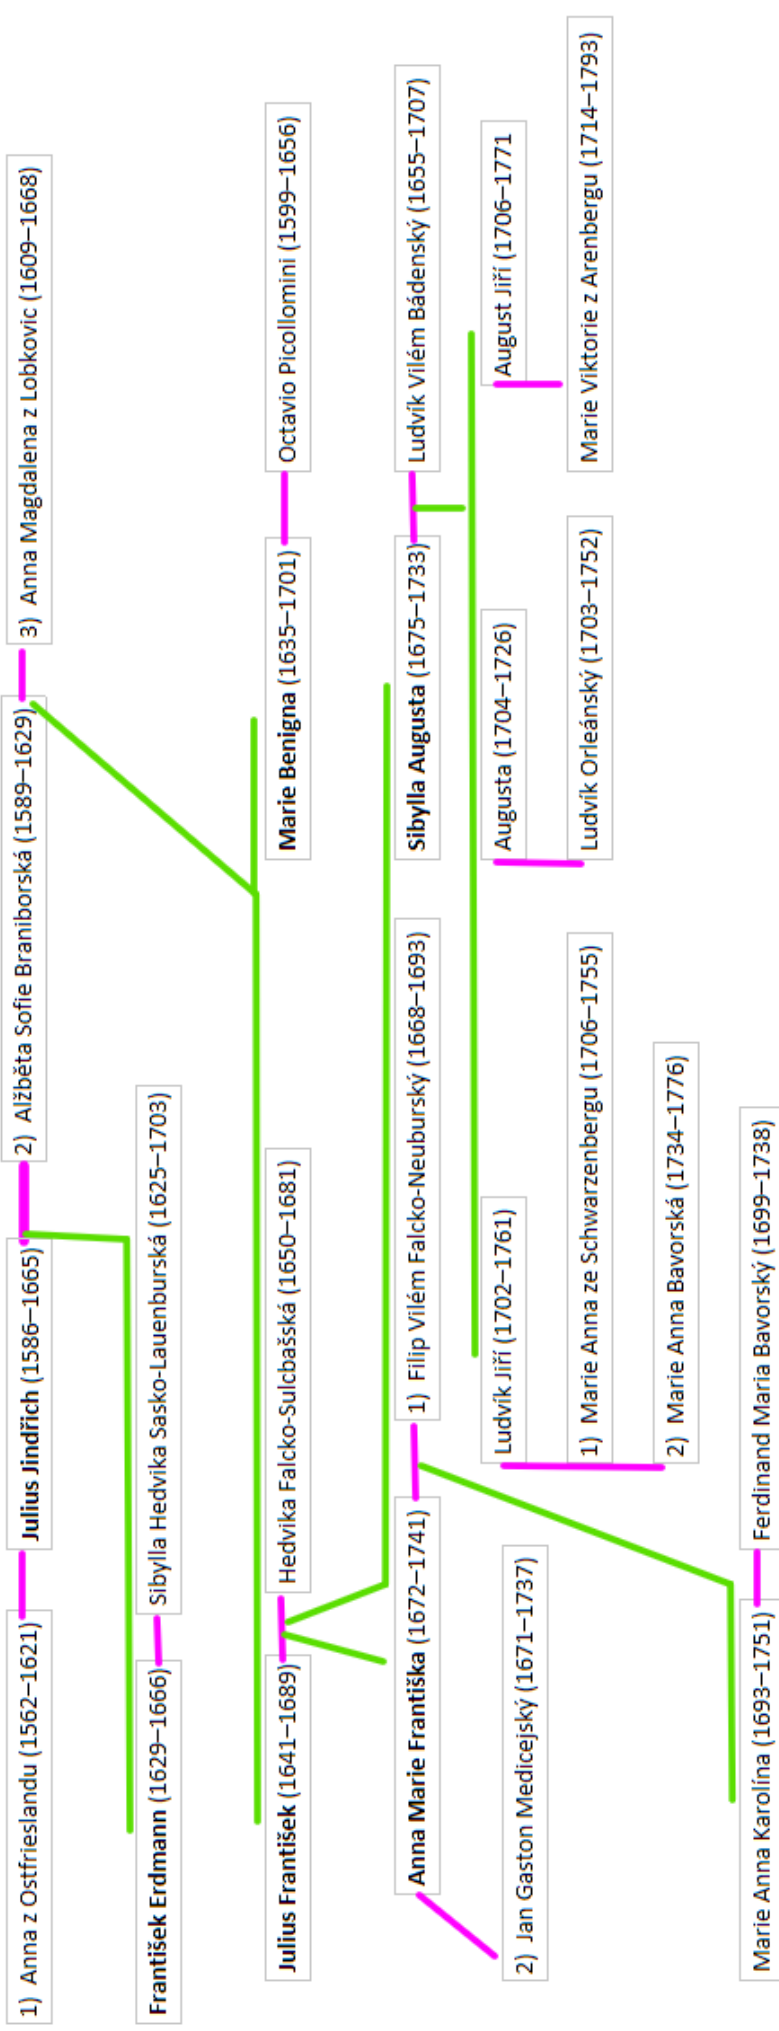 1) Anna z Ostfrieslandu (1562–1621)
Julius Jindřich (1586–1665)
2) Alžběta Sofie Braniborská (1589–1629)
3) Anna Magdalena z Lobkovic (1609–1668)
František Erdmann (1629–1666)
Sibylla Hedvika Sasko-Lauenburská (1625–1703)
Julius František (1641–1689)
Hedvika Falcko-Sulcbašská (1650–1681)
Marie Benigna (1635–1701)
Octavio Picollomini (1599–1656)
Anna Marie Františka (1672–1741)
1) Filip Vilém Falcko-Neuburský (1668–1693)
Sibylla Augusta (1675–1733)
Ludvík Vilém Bádenský (1655–1707)
2) Jan Gaston Medicejský (1671–1737)
Ludvík Jiří (1702–1761)
Augusta (1704–1726)
August Jiří (1706–1771
1) Marie Anna ze Schwarzenbergu (1706–1755)
Ludvík Orleánský (1703–1752)
Marie Viktorie z Arenbergu (1714–1793)
2) Marie Anna Bavorská (1734–1776)
Marie Anna Karolína (1693–1751)
Ferdinand Maria Bavorský (1699–1738)